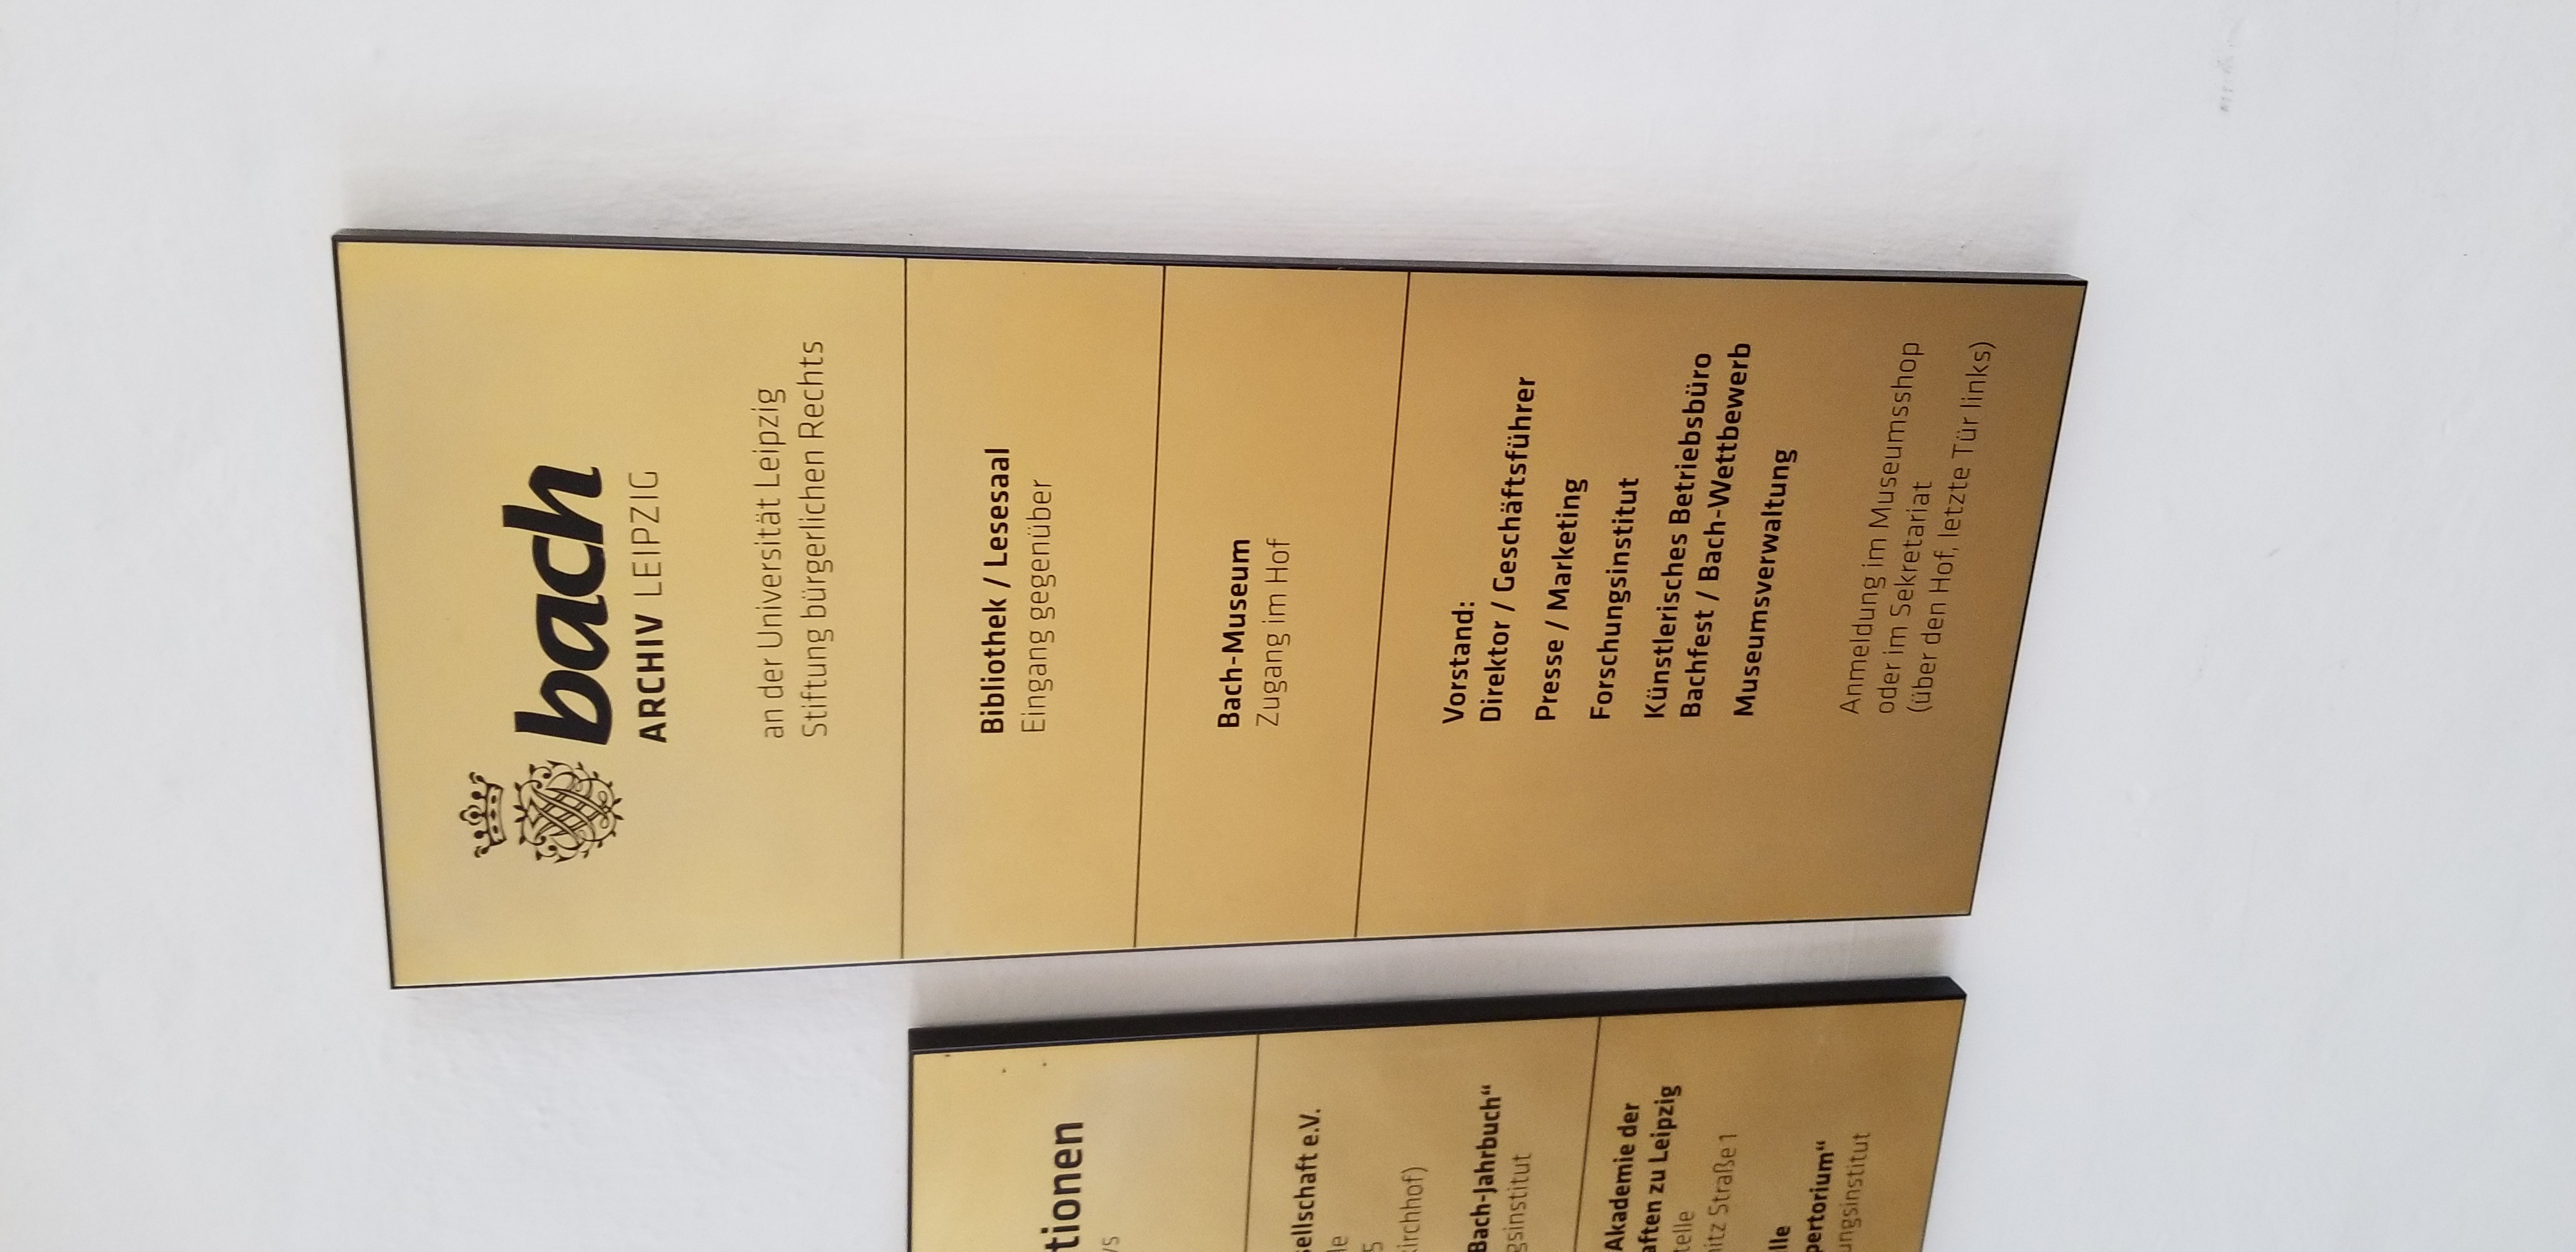 bach
ARCHIV LEIPZIG
an der Universität Leipzig
Stiftung bürgerlichen Rechts
Bibliothek / Lesesaal
Eingang gegenüber
Bach-Museum
Zugang im Hof
Vorstand:
Direktor / Geschäftsführer
Presse / Marketing
Forschungsinstitut
Künstlerisches Betriebsbüro
Bachfest / Bach-Wettbewerb
Museumsverwaltung
Anmeldung im Museumsshop
oder im Sekretariat
(über den Hof, letzte Tür links)
tionen
sellschaft e.V.
le
5
kirchhof)
Bach-Jahrbuch“
gsinstitut
Akademie der
aften zu Leipzig
telle
nitz Straße 1
lle
pertorium“
ungsinstitut